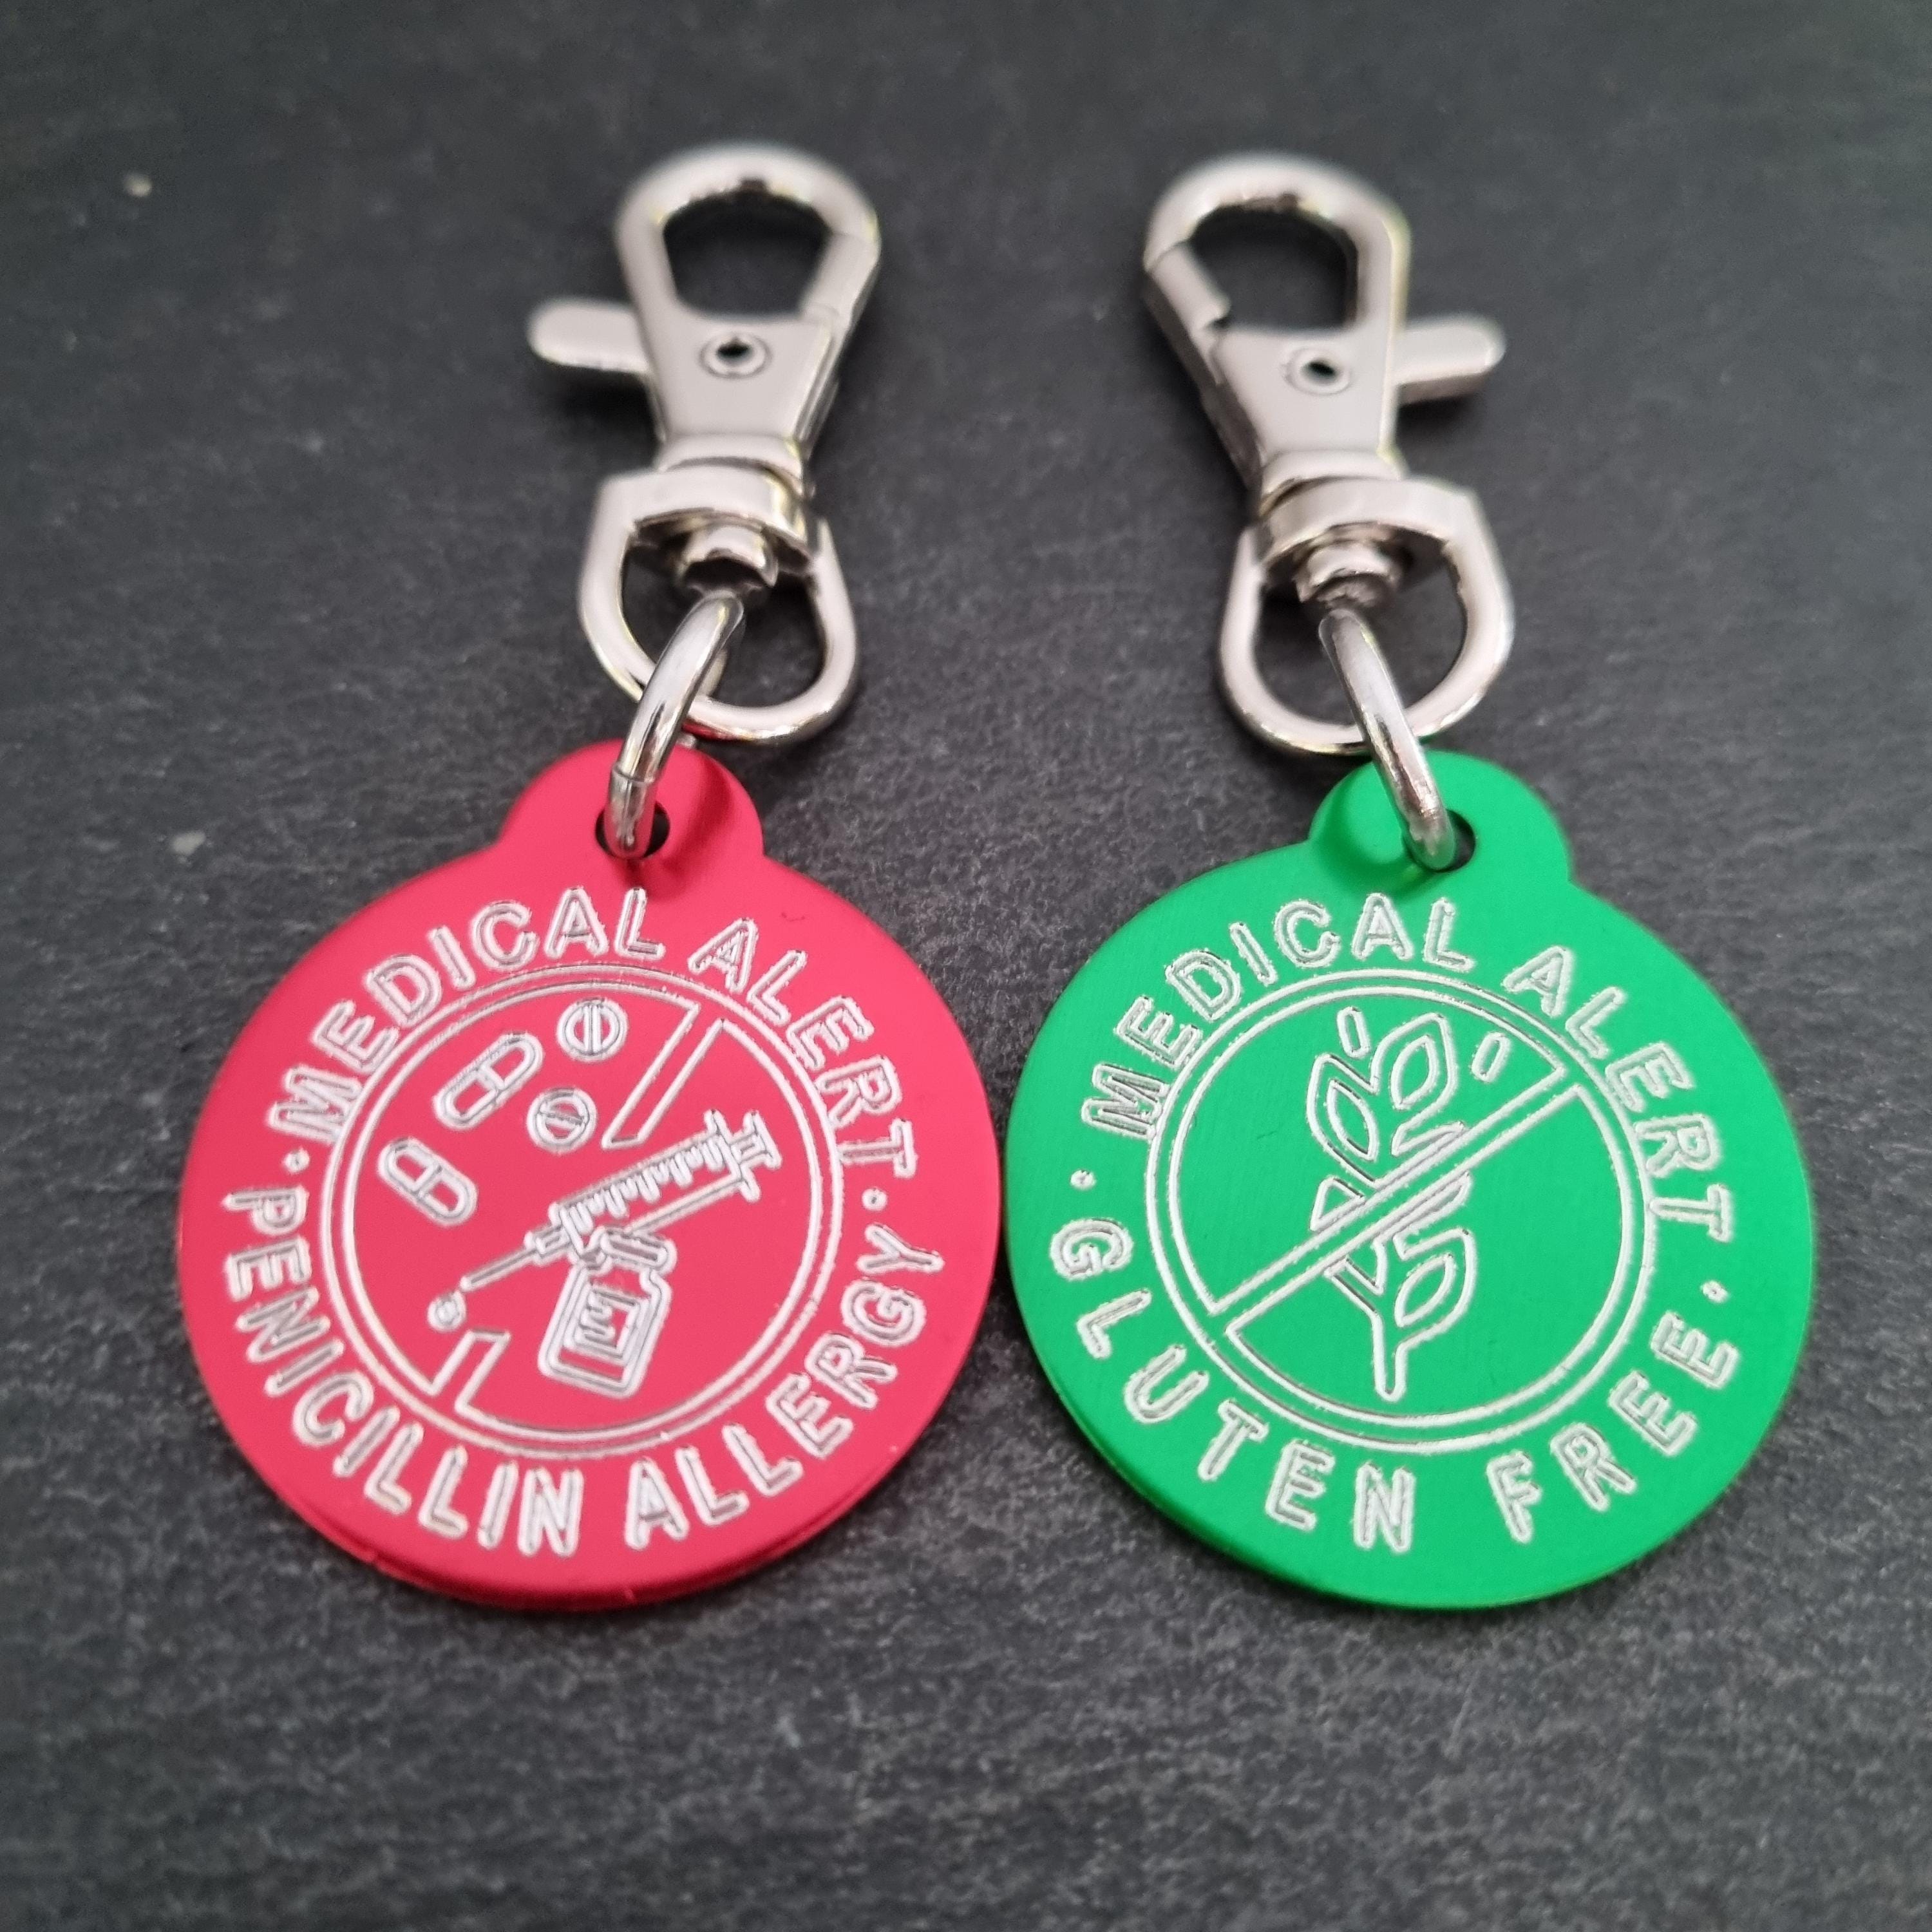 MEDICAL ALERT
· PENICILLIN ALLERGY ·
M
MEDICAL ALERT
· GLUTEN FREE ·